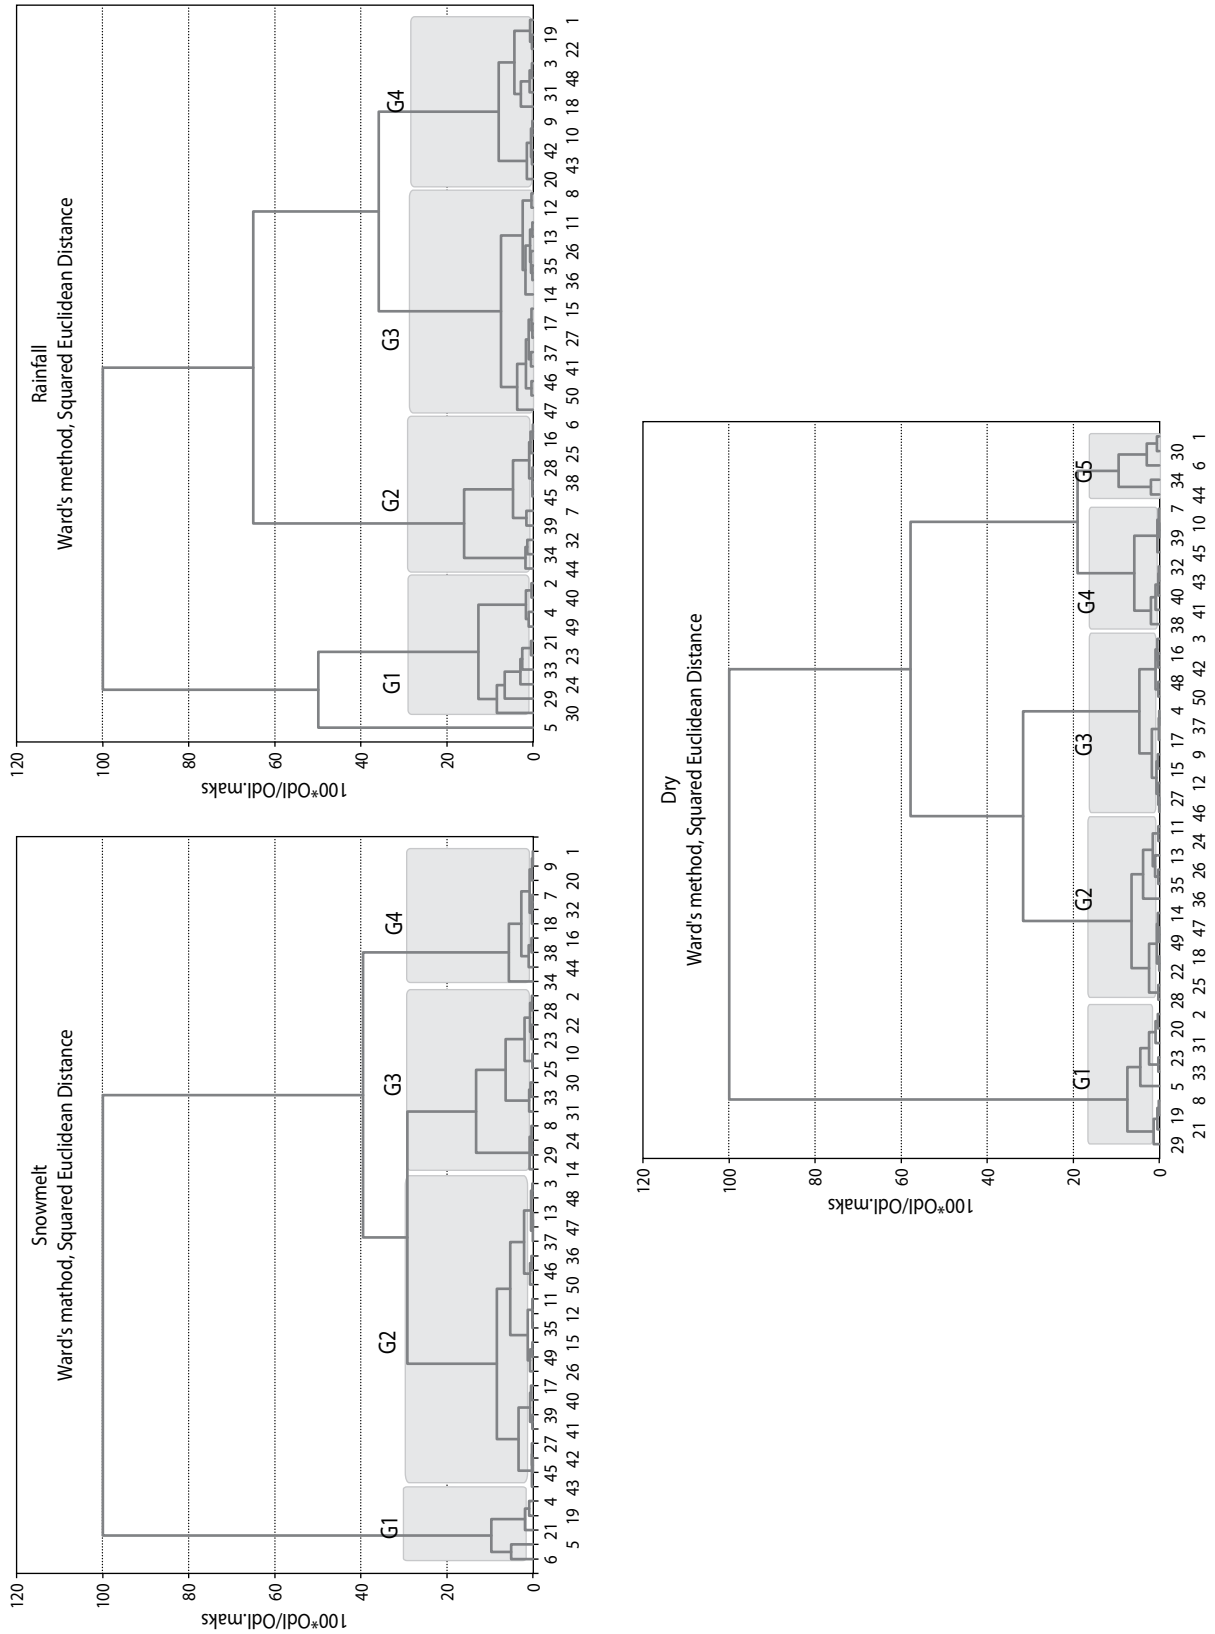 Snowmelt
Ward's mathod, Squared Euclidean Distance
100*Odl/Odl.maks
120
100
80
60
40
20
0
G1
G2
G3
G4
6 21 4 45 27 39 17 49 35 11 46 37 13 3 29 8 33 25 23 28 34 38 18 7 9
5 19 43 42 41 40 26 15 12 50 36 47 48 14 24 31 30 10 22 2 44 16 32 20 1
Rainfall
Ward's method, Squared Euclidean Distance
100*Odl/Odl.maks
120
100
80
60
40
20
0
G1
G2
G3
G4
5 29 33 21 4 2 34 39 45 28 16 47 46 37 17 14 35 13 12 20 42 9 31 3 19
30 24 23 49 40 44 32 7 38 25 6 50 41 27 15 36 26 11 8 43 10 18 48 22 1
Dry
Ward's method, Squared Euclidean Distance
100*Odl/Odl.maks
120
100
80
60
40
20
0
G1
G2
G3
G4
G5
29 19 5 23 20 28 22 49 14 35 13 11 27 15 17 4 48 16 38 40 32 39 7 34 30
21 8 33 31 2 25 18 47 36 26 24 46 12 9 37 50 42 3 41 43 45 10 44 6 1